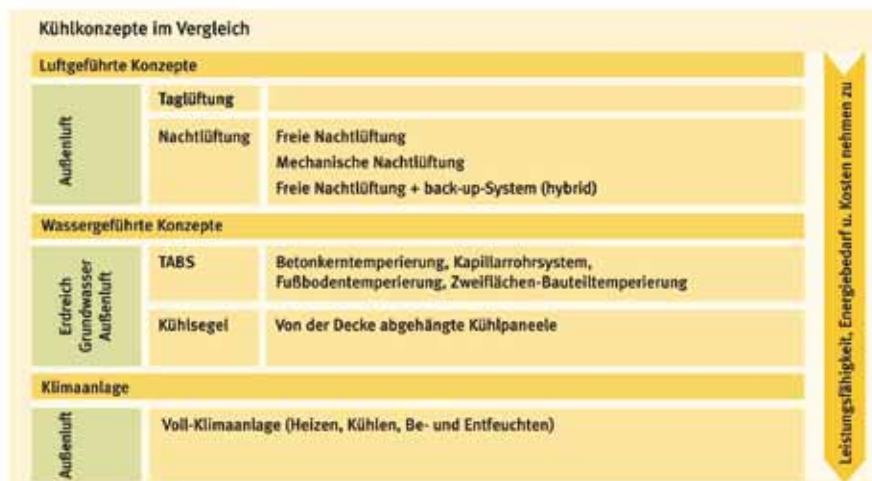 Kühlkonzepte im Vergleich
Luftgeführte Konzepte
Außenluft
Taglüftung
Nachtlüftung
Freie Nachtlüftung
Mechanische Nachtlüftung
Freie Nachtlüftung + back-up-System (hybrid)
Wassergeführte Konzepte
Erdreich
Grundwasser
Außenluft
TABS
Betonkerntemperierung, Kapillarrohrsystem,
Fußbodentemperierung, Zweiflächen-Bauteiltemperierung
Kühlsegel
Von der Decke abgehängte Kühlpaneele
Klimaanlage
Außenluft
Voll-Klimaanlage (Heizen, Kühlen, Be- und Entfeuchten)
Leistungsfähigkeit, Energiebedarf u. Kosten nehmen zu